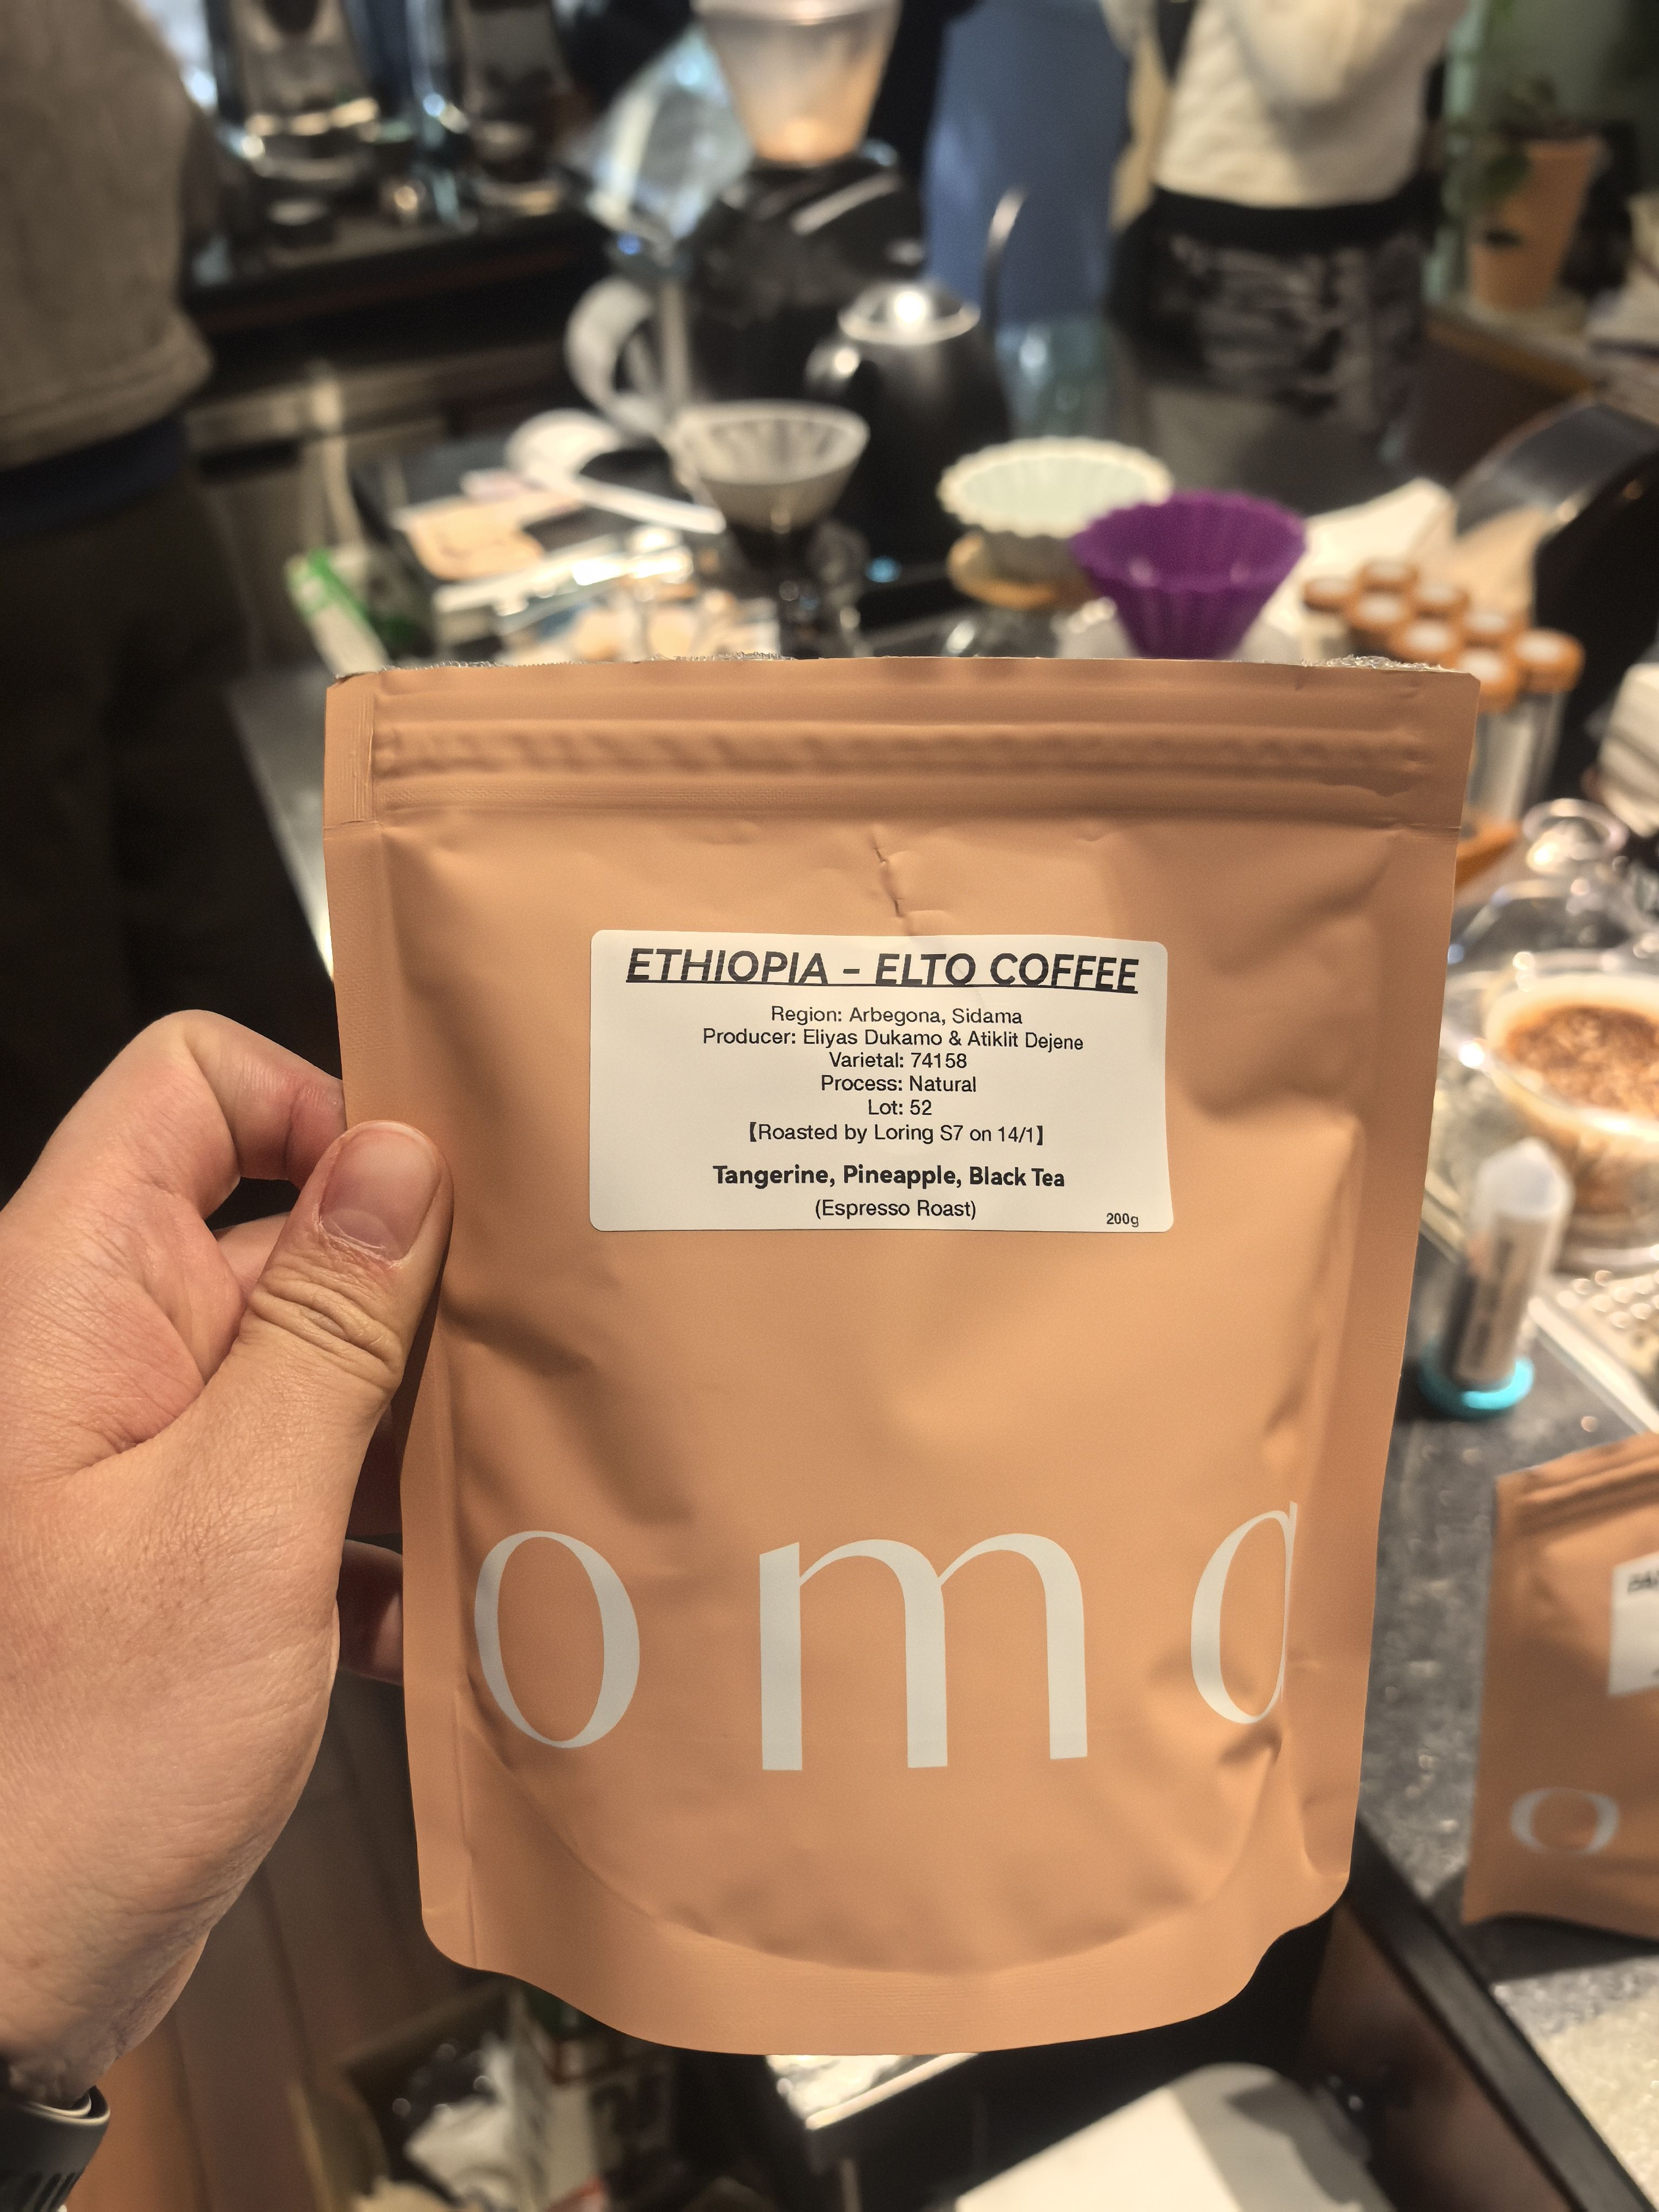 ETHIOPIA - ELTO COFFEE
Region: Arbegona, Sidama
Producer: Eliyas Dukamo & Atiklit Dejene
Varietal: 74158
Process: Natural
Lot: 52
【Roasted by Loring S7 on 14/1】
Tangerine, Pineapple, Black Tea
(Espresso Roast)
200g
o m a
o